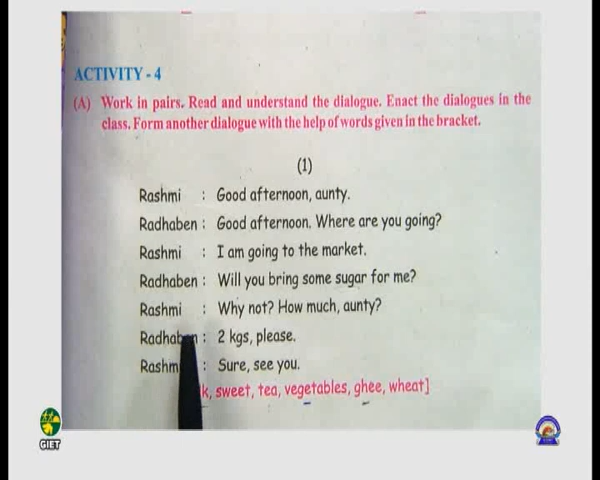 ACTIVITY - 4
(A) Work in pairs. Read and understand the dialogue. Enact the dialogues in the
class. Form another dialogue with the help of words given in the bracket.
(1)
Rashmi : Good afternoon, aunty.
Radhaben : Good afternoon. Where are you going?
Rashmi : I am going to the market.
Radhaben : Will you bring some sugar for me?
Rashmi : Why not? How much, aunty?
Radhaben : 2 kgs, please.
Rashm : Sure, see you.
k, sweet, tea, vegetables, ghee, wheat]
GIET